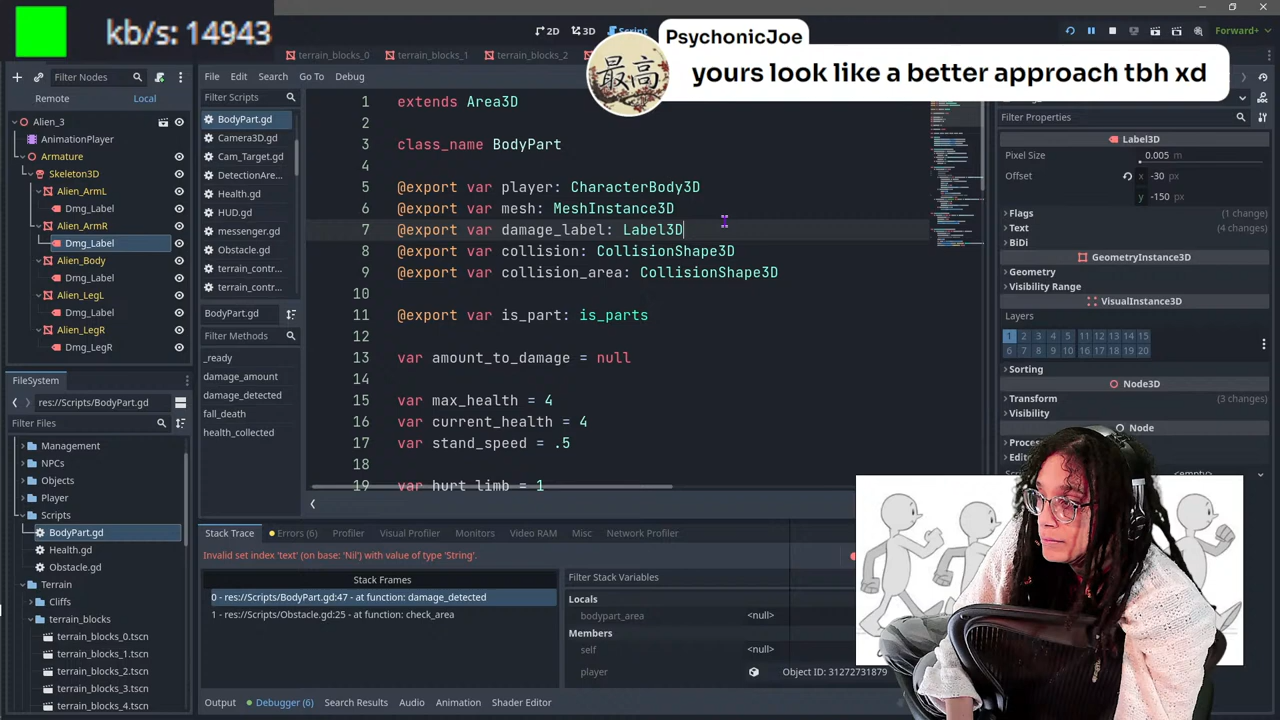 kb/s: 14943
PsychonicJoe
yours look like a better approach tbh xd
最高
2D
3D
Script
Forward+
terrain_blocks_0
terrain_blocks_1
terrain_blocks_2
Filter Nodes
Remote
Local
Alien_3
AnimationPlayer
Armature
Skeleton3D
Alien_ArmL
Dmg_Label
Alien_ArmR
Dmg_Label
Alien_Body
Dmg_Label
Alien_LegL
Dmg_Label
Alien_LegR
Dmg_LegR
FileSystem
res://Scripts/BodyPart.gd
Filter Files
Management
NPCs
Objects
Player
Scripts
BodyPart.gd
Health.gd
Obstacle.gd
Terrain
Cliffs
terrain_blocks
terrain_blocks_0.tscn
terrain_blocks_1.tscn
terrain_blocks_2.tscn
terrain_blocks_3.tscn
terrain_blocks_4.tscn
File Edit Search Go To Debug
Filter Scripts
BodyPart.gd
Camera3D.gd
Cam_Target.gd
DetectionArea...
Health.gd
HUD.gd
messenger.gd
Obstacle.gd
terrain_contr...
terrain_contr...
BodyPart.gd
Filter Methods
_ready
damage_amount
damage_detected
fall_death
health_collected
1 extends Area3D
2
3 class_name BodyPart
4
5 @export var player: CharacterBody3D
6 @export var mesh: MeshInstance3D
7 @export var damage_label: Label3D
8 @export var collision: CollisionShape3D
9 @export var collision_area: CollisionShape3D
10
11 @export var is_part: is_parts
12
13 var amount_to_damage = null
14
15 var max_health = 4
16 var current_health = 4
17 var stand_speed = .5
18
19 var hurt_limb = 1
Stack Trace Errors (6) Profiler Visual Profiler Monitors Video RAM Misc Network Profiler
Invalid set index 'text' (on base: 'Nil') with value of type 'String'.
Stack Frames
0 - res://Scripts/BodyPart.gd:47 - at function: damage_detected
1 - res://Scripts/Obstacle.gd:25 - at function: check_area
Filter Stack Variables
Locals
bodypart_area <null>
Members
self <null>
player Object ID: 31272731879
Output Debugger (6) Search Results Audio Animation Shader Editor
Filter Properties
Label3D
Pixel Size 0.005 m
Offset x -30 px
y -150 px
Flags (1 change)
Text (4 changes)
BiDi
GeometryInstance3D
Geometry
Visibility Range
VisualInstance3D
Layers
1 2 3 4 5 11 12 13 14 15
6 7 8 9 10 16 17 18 19 20
Sorting
Node3D
Transform (3 changes)
Visibility
Node